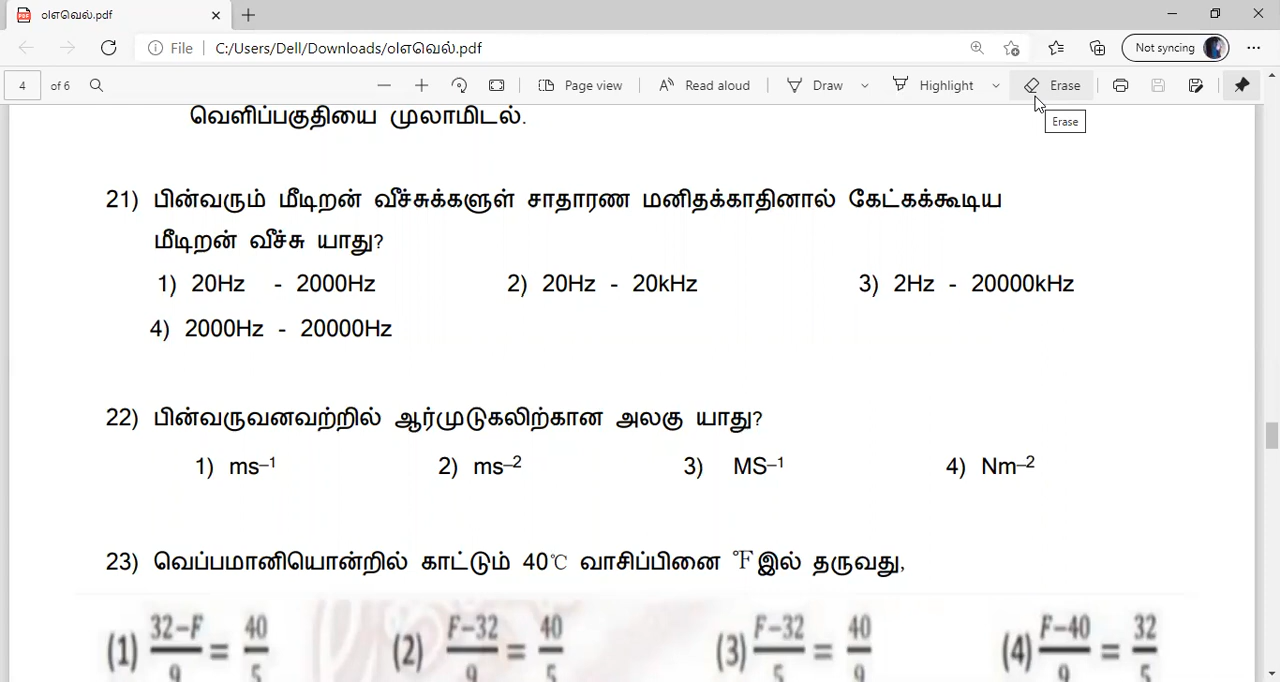 ஓஎவெல்.pdf
File C:/Users/Dell/Downloads/ஓஎவெல்.pdf Not syncing
4 of 6 Page view Read aloud Draw Highlight Erase
Erase
வெளிப்பகுதியை முலாமிடல்.
21) பின்வரும் மீடிறன் வீச்சுக்களுள் சாதாரண மனிதக்காதினால் கேட்கக்கூடிய
மீடிறன் வீச்சு யாது?
1) 20Hz - 2000Hz 2) 20Hz - 20kHz 3) 2Hz - 20000kHz
4) 2000Hz - 20000Hz
22) பின்வருவனவற்றில் ஆர்முடுகலிற்கான அலகு யாது?
1) ms–1 2) ms–2 3) MS–1 4) Nm–2
23) வெப்பமானியொன்றில் காட்டும் 40℃ வாசிப்பினை ℉இல் தருவது,
(1) 32–F/9 = 40/5 (2) F–32/9 = 40/5 (3) F–32/5 = 40/9 (4) F–40/9 = 32/5